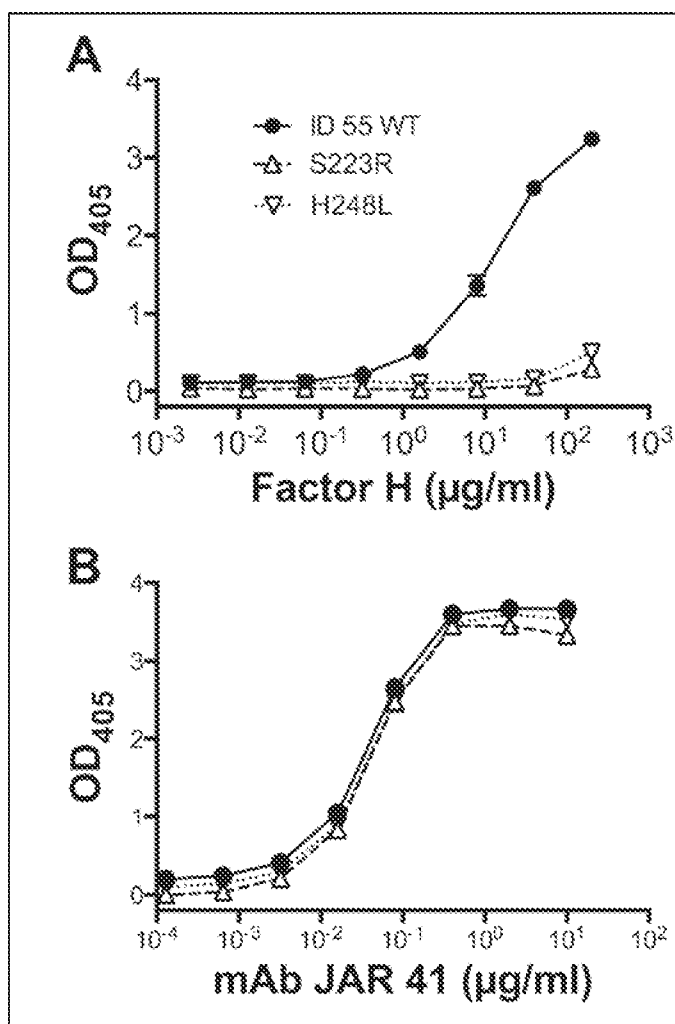 A
4
3
2
1
0
OD405
ID 55 WT
S223R
H248L
10-3 10-2 10-1 100 101 102 103
Factor H (µg/ml)
B
4
3
2
1
0
OD405
10-4 10-3 10-2 10-1 100 101 102
mAb JAR 41 (µg/ml)